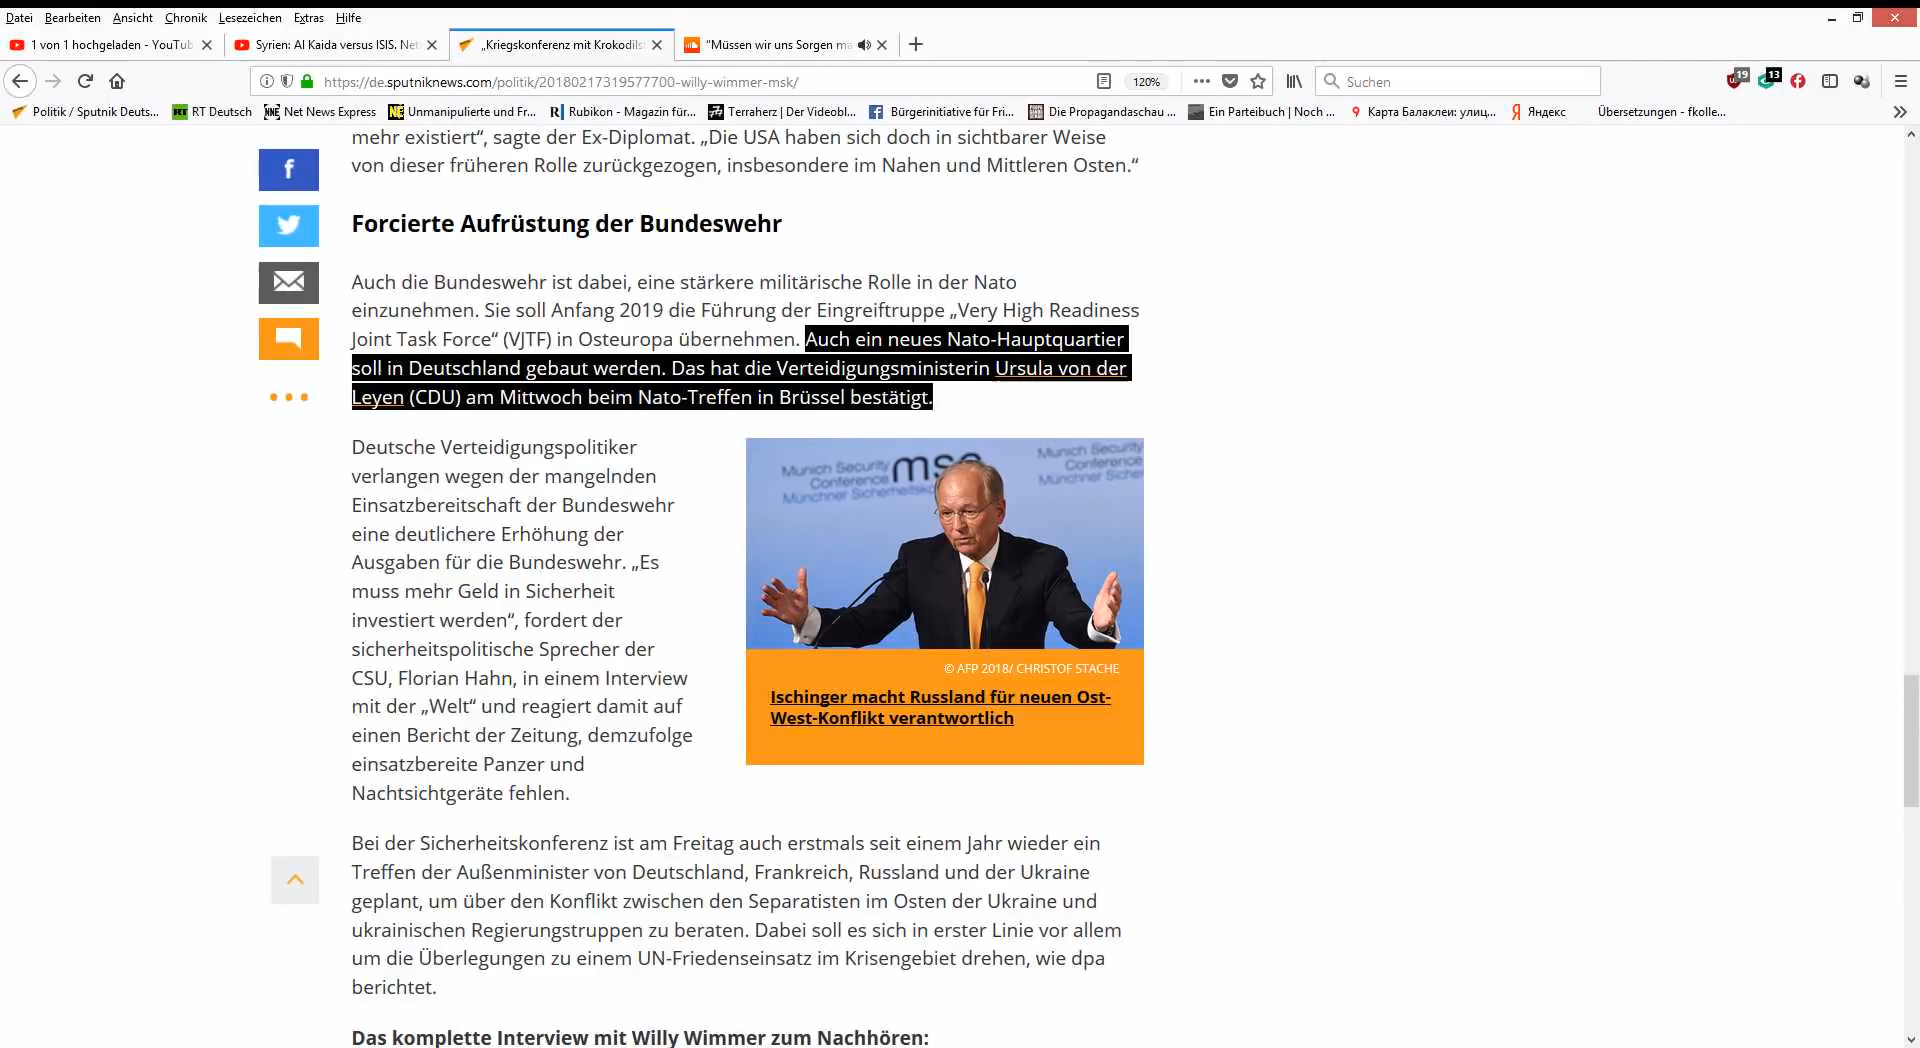 Datei Bearbeiten Ansicht Chronik Lesezeichen Extras Hilfe
1 von 1 hochgeladen - YouTub
Syrien: Al Kaida versus ISIS. Ne
„Kriegskonferenz mit Krokodils
"Müssen wir uns Sorgen ma
https://de.sputniknews.com/politik/20180217319577700-willy-wimmer-msk/
120%
Suchen
19
13
Politik / Sputnik Deuts...
RT Deutsch
Net News Express
Unmanipulierte und Fr...
Rubikon - Magazin für...
Terraherz | Der Videobl...
Bürgerinitiative für Fri...
Die Propagandaschau ...
Ein Parteibuch | Noch ...
Карта Балаклеи: улиц...
Яндекс
Übersetzungen - fkolle...
mehr existiert“, sagte der Ex-Diplomat. „Die USA haben sich doch in sichtbarer Weise
von dieser früheren Rolle zurückgezogen, insbesondere im Nahen und Mittleren Osten.“
Forcierte Aufrüstung der Bundeswehr
Auch die Bundeswehr ist dabei, eine stärkere militärische Rolle in der Nato
einzunehmen. Sie soll Anfang 2019 die Führung der Eingreiftruppe „Very High Readiness
Joint Task Force“ (VJTF) in Osteuropa übernehmen. Auch ein neues Nato-Hauptquartier
soll in Deutschland gebaut werden. Das hat die Verteidigungsministerin Ursula von der
Leyen (CDU) am Mittwoch beim Nato-Treffen in Brüssel bestätigt.
Deutsche Verteidigungspolitiker
verlangen wegen der mangelnden
Einsatzbereitschaft der Bundeswehr
eine deutlichere Erhöhung der
Ausgaben für die Bundeswehr. „Es
muss mehr Geld in Sicherheit
investiert werden“, fordert der
sicherheitspolitische Sprecher der
CSU, Florian Hahn, in einem Interview
mit der „Welt“ und reagiert damit auf
einen Bericht der Zeitung, demzufolge
einsatzbereite Panzer und
Nachtsichtgeräte fehlen.
Munich Security
Conference
Münchner
msc
Munich Security
Conference
Münchner
© AFP 2018/ CHRISTOF STACHE
Ischinger macht Russland für neuen Ost-
West-Konflikt verantwortlich
Bei der Sicherheitskonferenz ist am Freitag auch erstmals seit einem Jahr wieder ein
Treffen der Außenminister von Deutschland, Frankreich, Russland und der Ukraine
geplant, um über den Konflikt zwischen den Separatisten im Osten der Ukraine und
ukrainischen Regierungstruppen zu beraten. Dabei soll es sich in erster Linie vor allem
um die Überlegungen zu einem UN-Friedenseinsatz im Krisengebiet drehen, wie dpa
berichtet.
Das komplette Interview mit Willy Wimmer zum Nachhören: